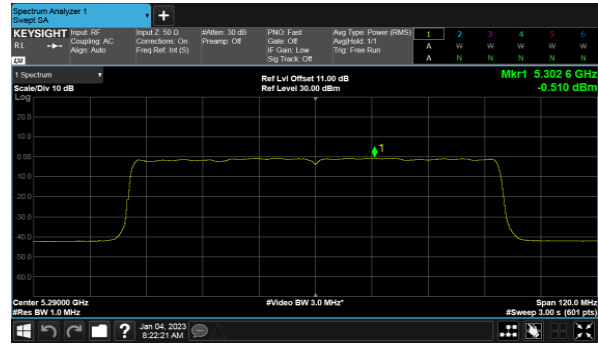 Spectrum Analyzer 1
Swept SA
KEYSIGHT Input: RF Input Z: 50 Ω #Atten: 30 dB PNO: Fast Avg Type: Power (RMS) 1 2 3 4 5 6
RL Coupling: AC Corrections: On Preamp: Off Gate: Off Avg|Hold: 1/1 A W W W W W
Align: Auto Freq Ref: Int (S) IF Gain: Low Trig: Free Run
LXI Sig Track: Off A N N N N N
1 Spectrum Ref Lvl Offset 11.00 dB Mkr1 5.302 6 GHz
Scale/Div 10 dB Ref Level 30.00 dBm -0.510 dBm
Log
20.0
10.0
0.00
1
-10.0
-20.0
-30.0
-40.0
-50.0
-60.0
Center 5.29000 GHz #Video BW 3.0 MHz* Span 120.0 MHz
#Res BW 1.0 MHz #Sweep 3.00 s (601 pts)
? Jan 04, 2023
8:22:21 AM